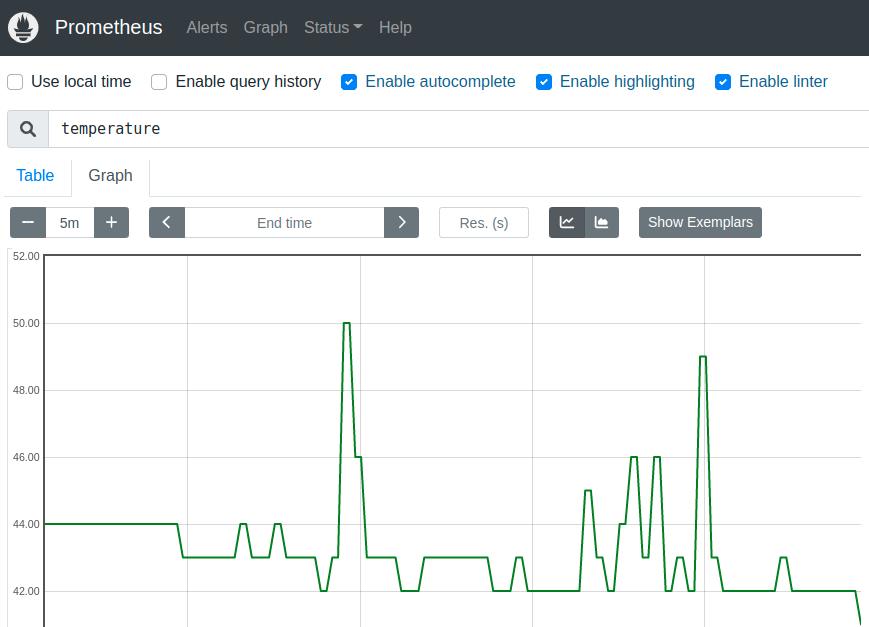 Prometheus Alerts Graph Status Help
Use local time Enable query history Enable autocomplete Enable highlighting Enable linter
temperature
Table Graph
5m End time Res. (s) Show Exemplars
52.00
50.00
48.00
46.00
44.00
42.00